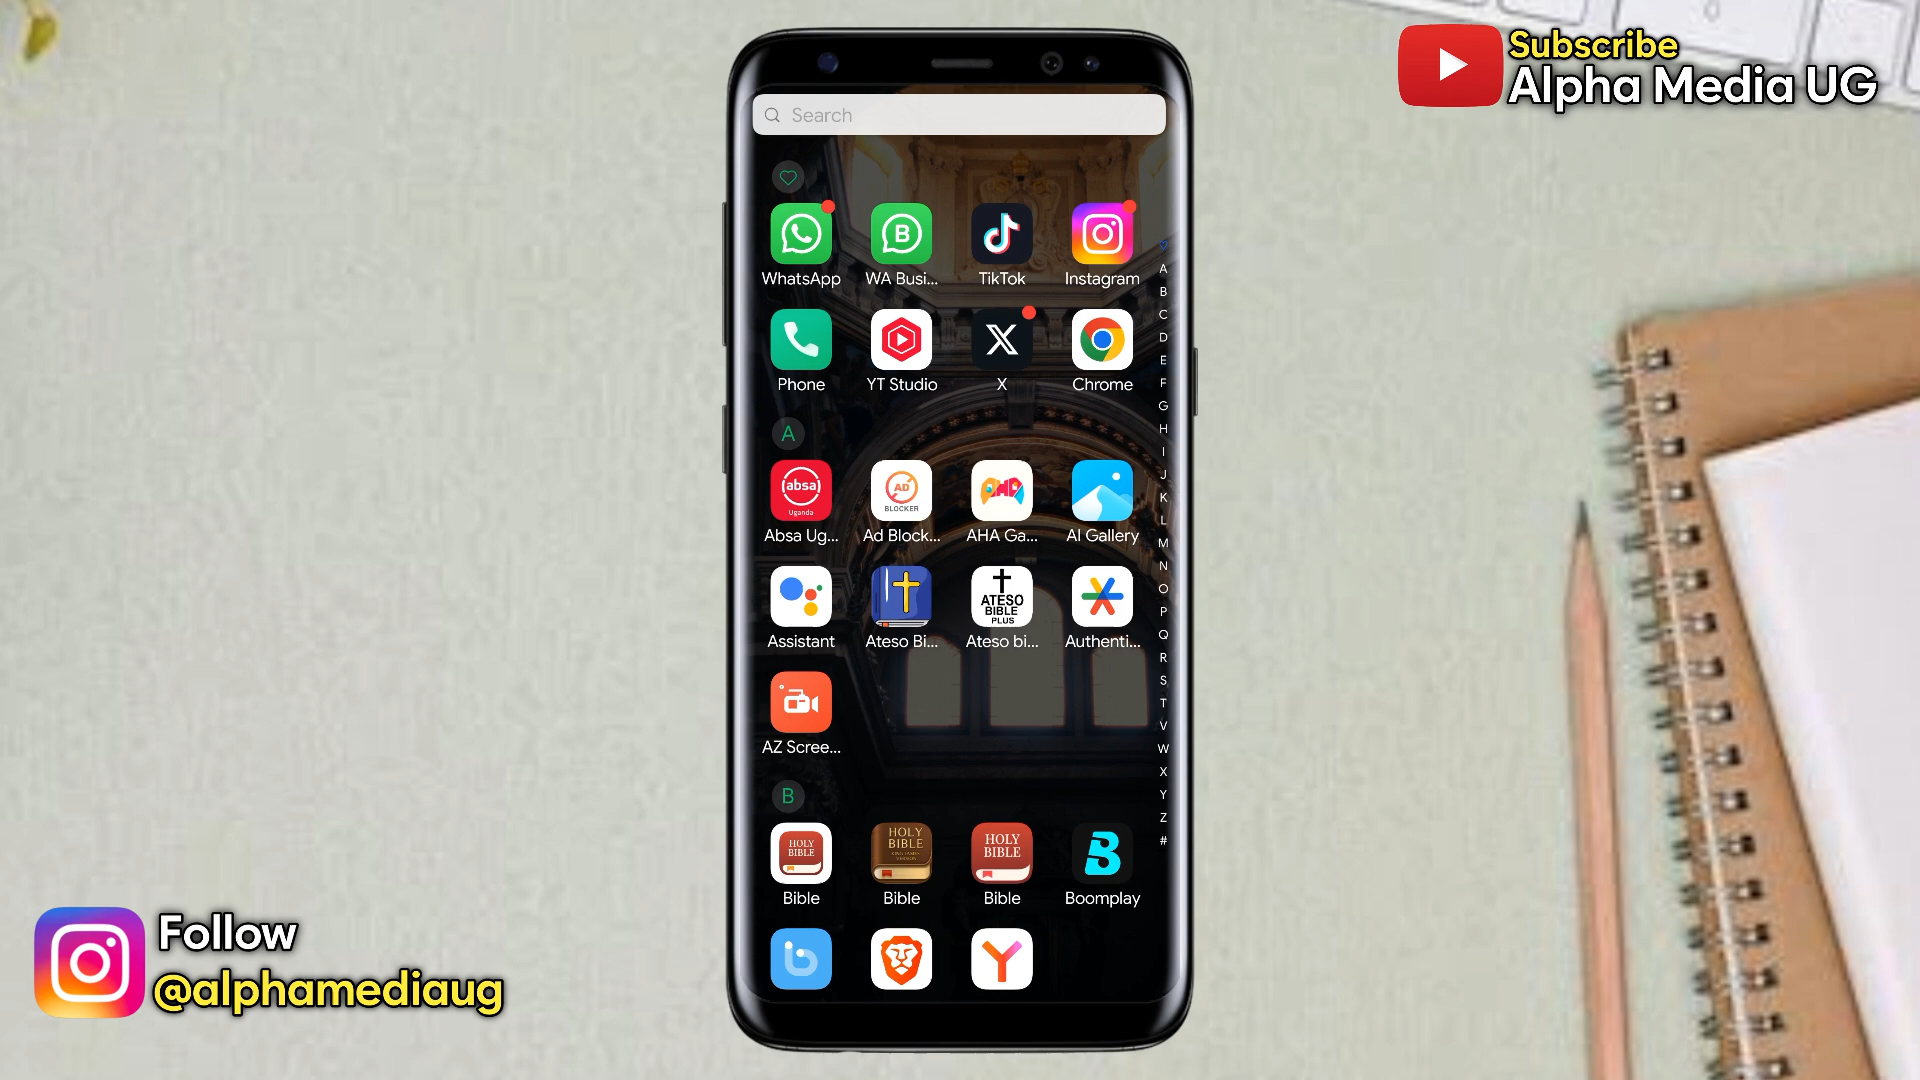 Subscribe
Alpha Media UG
Search
WhatsApp
WA Busi...
TikTok
Instagram
Phone
YT Studio
X
Chrome
A
absa
Uganda
AD
BLOCKER
Absa Ug...
Ad Block...
AHA Ga...
AI Gallery
ATESO
BIBLE
PLUS
Assistant
Ateso Bi...
Ateso bi...
Authenti...
AZ Scree...
B
HOLY
BIBLE
HOLY
BIBLE
HOLY
BIBLE
Bible
Bible
Bible
Boomplay
A
B
C
D
E
F
G
H
I
J
K
L
M
N
O
P
Q
R
S
T
V
W
X
Y
Z
#
Follow
@alphamediaug